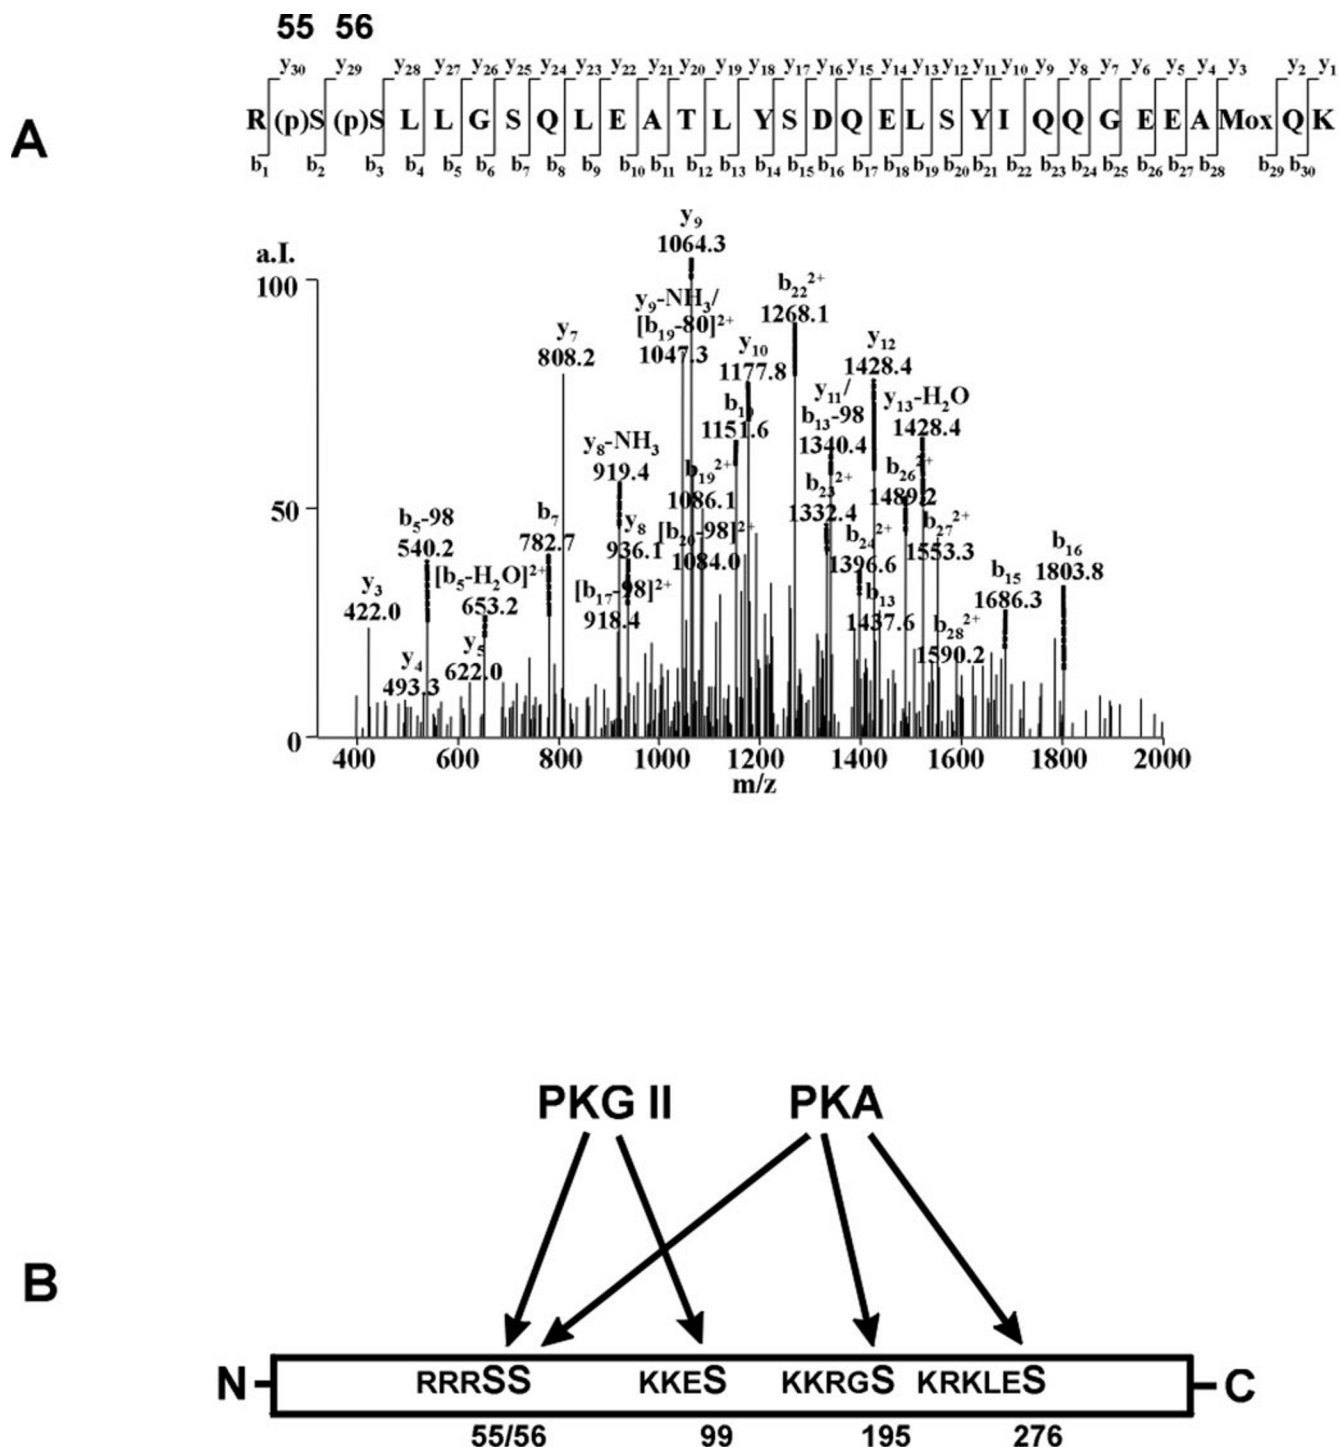 55 56
A
y30 y29 y28 y27 y26 y25 y24 y23 y22 y21 y20 y19 y18 y17 y16 y15 y14 y13 y12 y11 y10 y9 y8 y7 y6 y5 y4 y3 y2 y1
R (p)S (p)S L L G S Q L E A T L Y S D Q E L S Y I Q Q G E E A Mox Q K
b1 b2 b3 b4 b5 b6 b7 b8 b9 b10 b11 b12 b13 b14 b15 b16 b17 b18 b19 b20 b21 b22 b23 b24 b25 b26 b27 b28 b29 b30
a.I.
100
50
0
y3
422.0
b5-98
540.2
y4
493.3
[b5-H2O]2+
653.2
y5
622.0
b7
782.7
y7
808.2
y8-NH3
919.4
y8
936.1
[b17-98]2+
918.4
y9
1064.3
y9-NH3/
[b19-80]2+
1047.3
b19 2+
1086.1
[b20-98]2+
1084.0
1151.6
y10
1177.8
b22 2+
1268.1
y11/
b13-98
1340.4
b23 2+
1332.4
y12
1428.4
y13-H2O
1428.4
b26 2+
1489.2
b24 2+
1396.6
b13
1437.6
b27 2+
1553.3
b28 2+
1590.2
b15
1686.3
b16
1803.8
400 600 800 1000 1200 1400 1600 1800 2000
m/z
B
PKG II PKA
N RRRSS KKES KKRGS KRKLES C
55/56 99 195 276